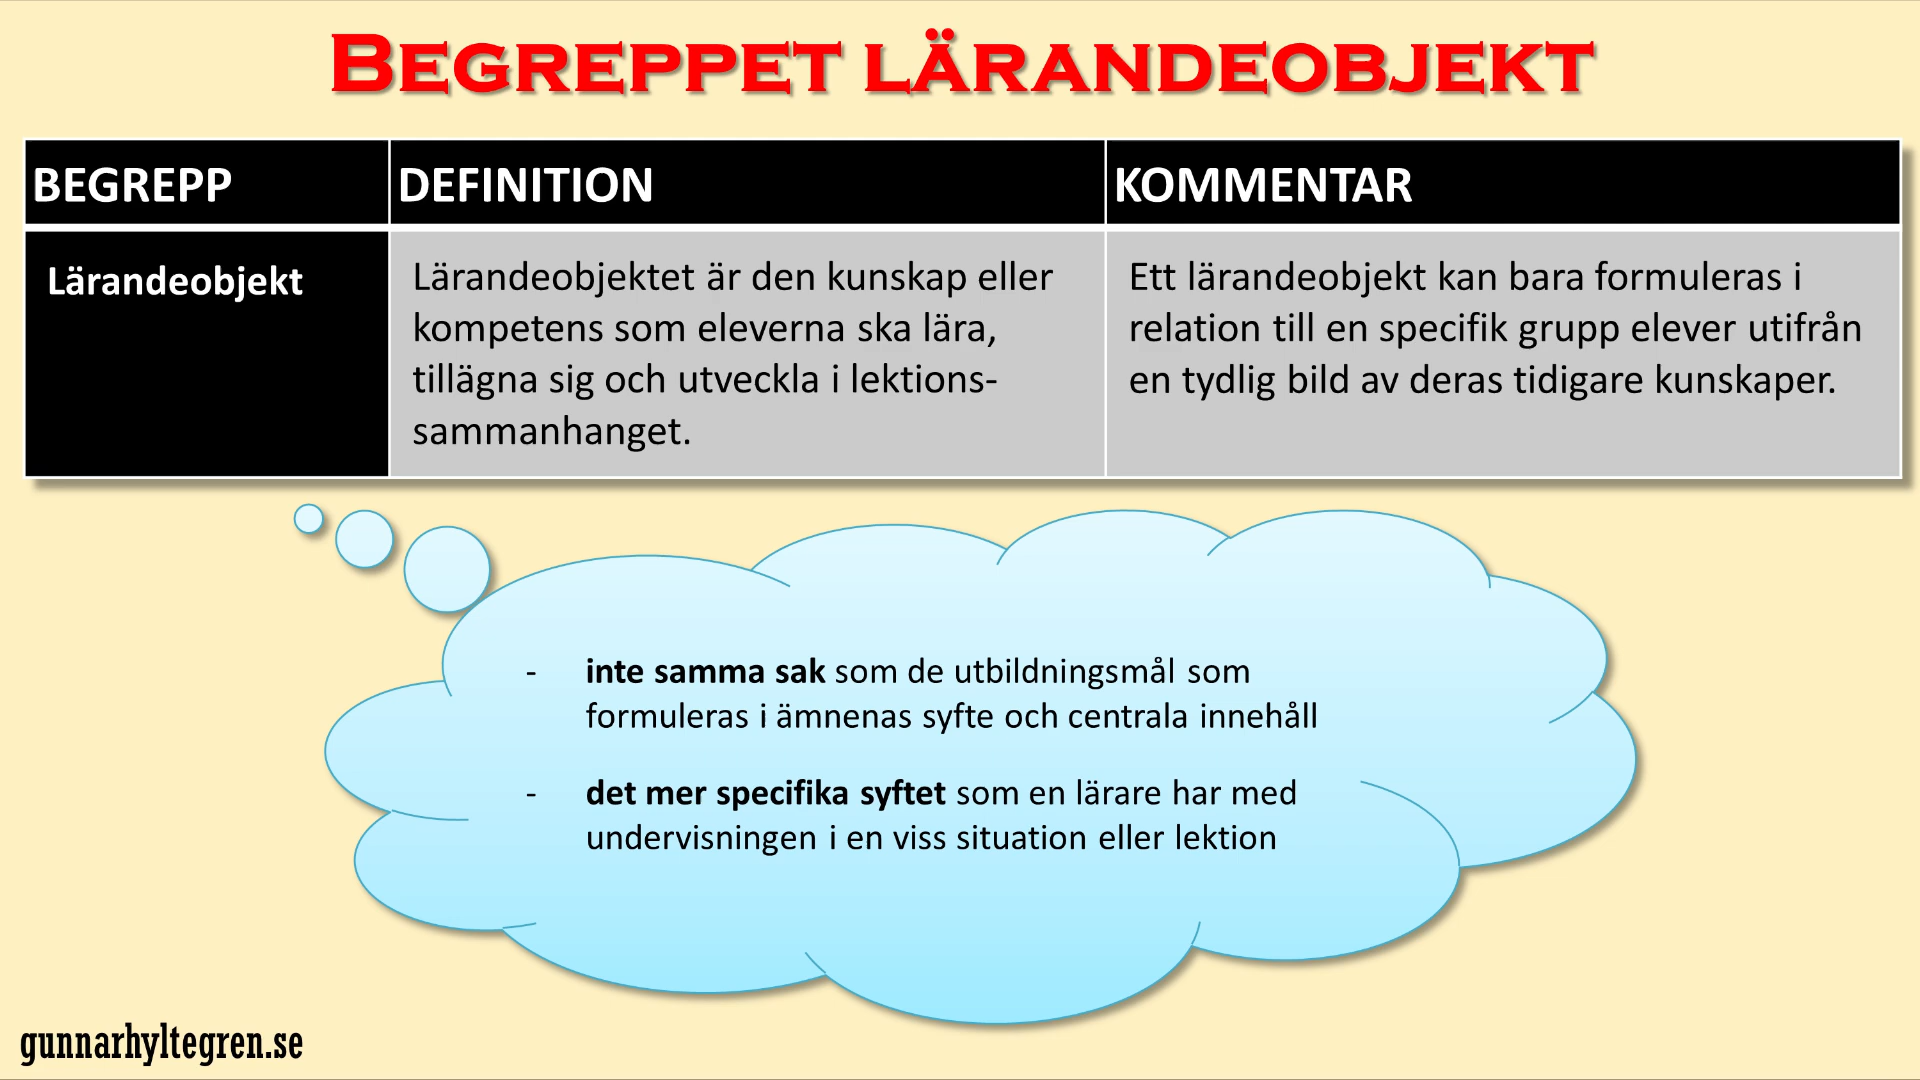 BEGREPPET LÄRANDEOBJEKT
BEGREPP
DEFINITION
KOMMENTAR
Lärandeobjekt
Lärandeobjektet är den kunskap eller
kompetens som eleverna ska lära,
tillägna sig och utveckla i lektions-
sammanhanget.
Ett lärandeobjekt kan bara formuleras i
relation till en specifik grupp elever utifrån
en tydlig bild av deras tidigare kunskaper.
- inte samma sak som de utbildningsmål som
formuleras i ämnenas syfte och centrala innehåll
- det mer specifika syftet som en lärare har med
undervisningen i en viss situation eller lektion
gunnarhyltegren.se